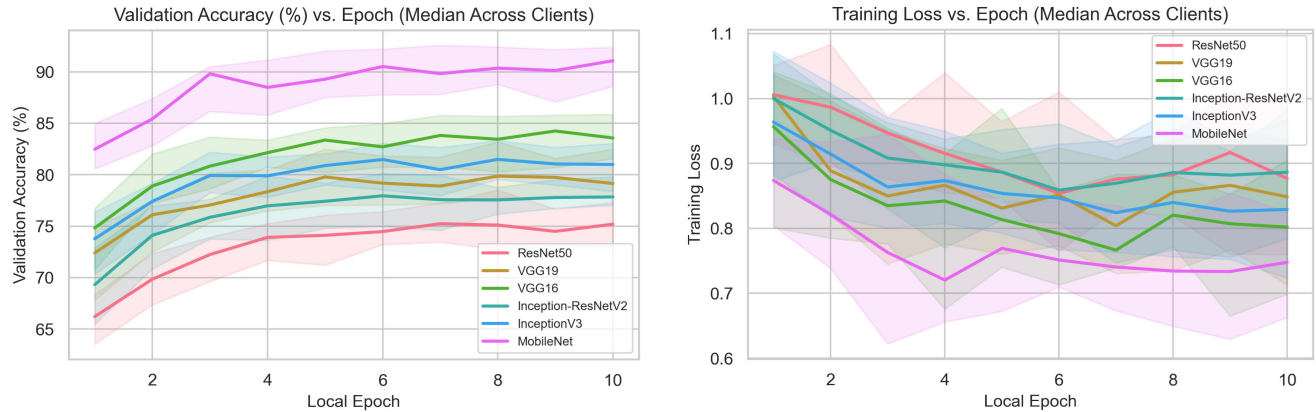 Validation Accuracy (%) vs. Epoch (Median Across Clients)
Validation Accuracy (%)
90
85
80
75
70
65
2 4 6 8 10
Local Epoch
ResNet50
VGG19
VGG16
Inception-ResNetV2
InceptionV3
MobileNet
Training Loss vs. Epoch (Median Across Clients)
Training Loss
1.1
1.0
0.9
0.8
0.7
0.6
2 4 6 8 10
Local Epoch
ResNet50
VGG19
VGG16
Inception-ResNetV2
InceptionV3
MobileNet